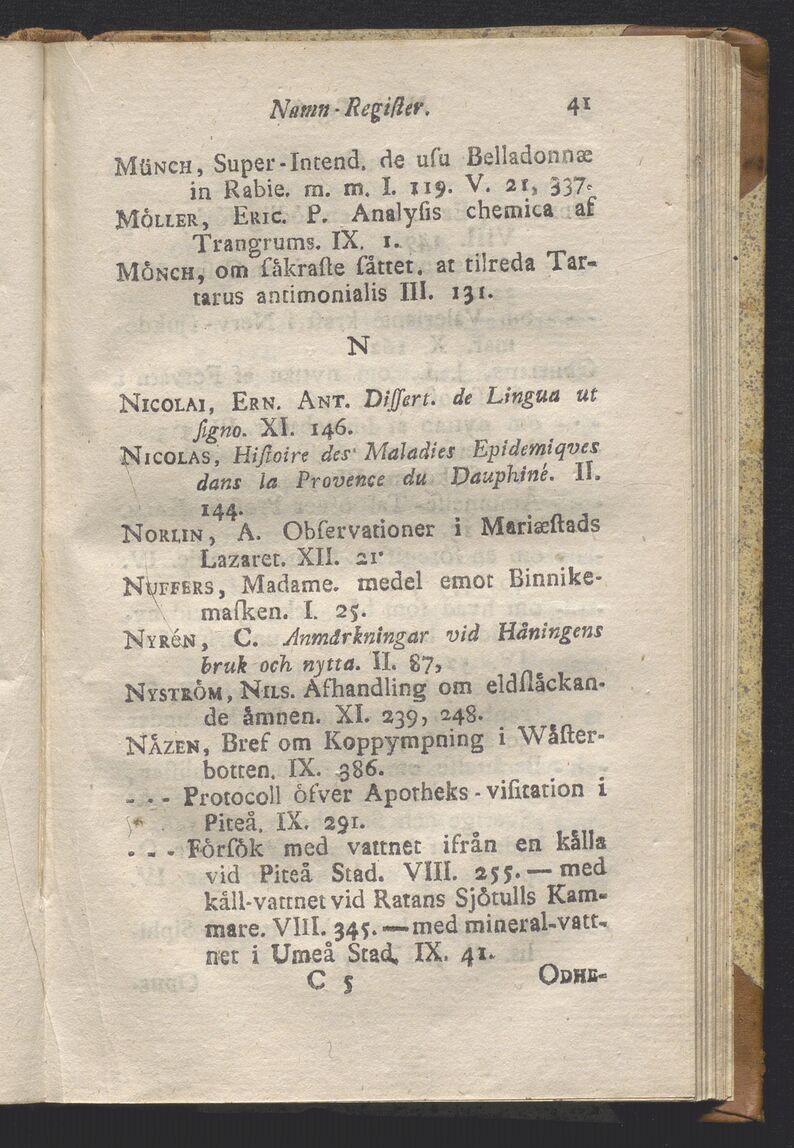 Namn-Regiſter. 41
MüNCH, Super-Intend. de uſu Belladonnæ
in Rabie. m. m. I. 119. V. 21, 337.
MöLLER, ERIC. P. Analyſis chemica af
Trangrums. IX. 1.
MöNCH, om ſäkraſte ſättet. at tilreda Tar-
tarus antimonialis III. 131.
N
NICOLAI, ERN. ANT. Diſſert. de Lingua ut
ſigno. XI. 146.
NICOLAS, Hiſtoire des Maladies Epidemiqves
dans la Provence du Dauphiné. II.
144.
NORLIN, A. Obſervationer i Mariæſtads
Lazaret. XII. 21.
NUFFERS, Madame. medel emot Binnike-
maſken. I. 25.
NYRéN, C. Anmärkningar vid Häningens
bruk och nytta. II. 87,
NYSTRöM, NILS. Afhandling om eldſläckan-
de ämnen. XI. 239, 248.
NÄZEN, Bref om Koppympning i Wäſter-
botten. IX. 386.
- - - Protocoll öfver Apotheks-viſitation i
Piteå. IX. 291.
- - - Förſök med vattnet ifrån en källa
vid Piteå Stad. VIII. 255. — med
käll-vattnet vid Ratans Sjötulls Kam-
mare. VIII. 345. — med mineral-vatt-
net i Umeå Stad. IX. 41.
C 5 ODHE-